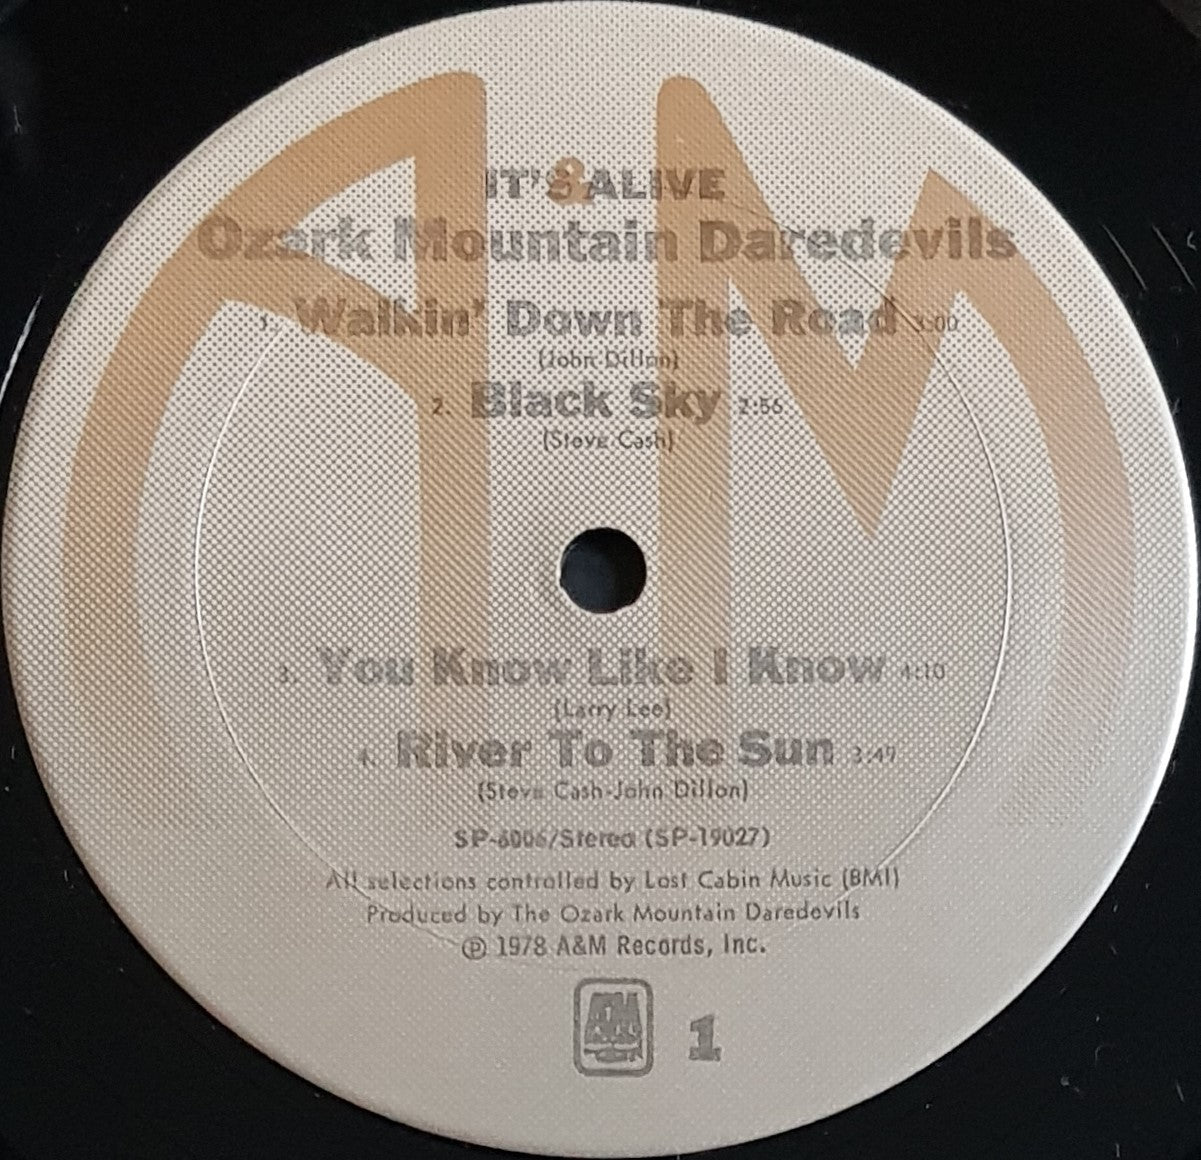 A&M
IT'S ALIVE
Ozark Mountain Daredevils
1. Walkin' Down The Road 3:00
(John Dillon)
2. Black Sky 2:56
(Steve Cash)
3. You Know Like I Know 4:10
(Larry Lee)
4. River To The Sun 3:49
(Steve Cash-John Dillon)
SP-6006/Stereo (SP-19027)
All selections controlled by Lost Cabin Music (BMI)
Produced by The Ozark Mountain Daredevils
℗ 1978 A&M Records, Inc.
1